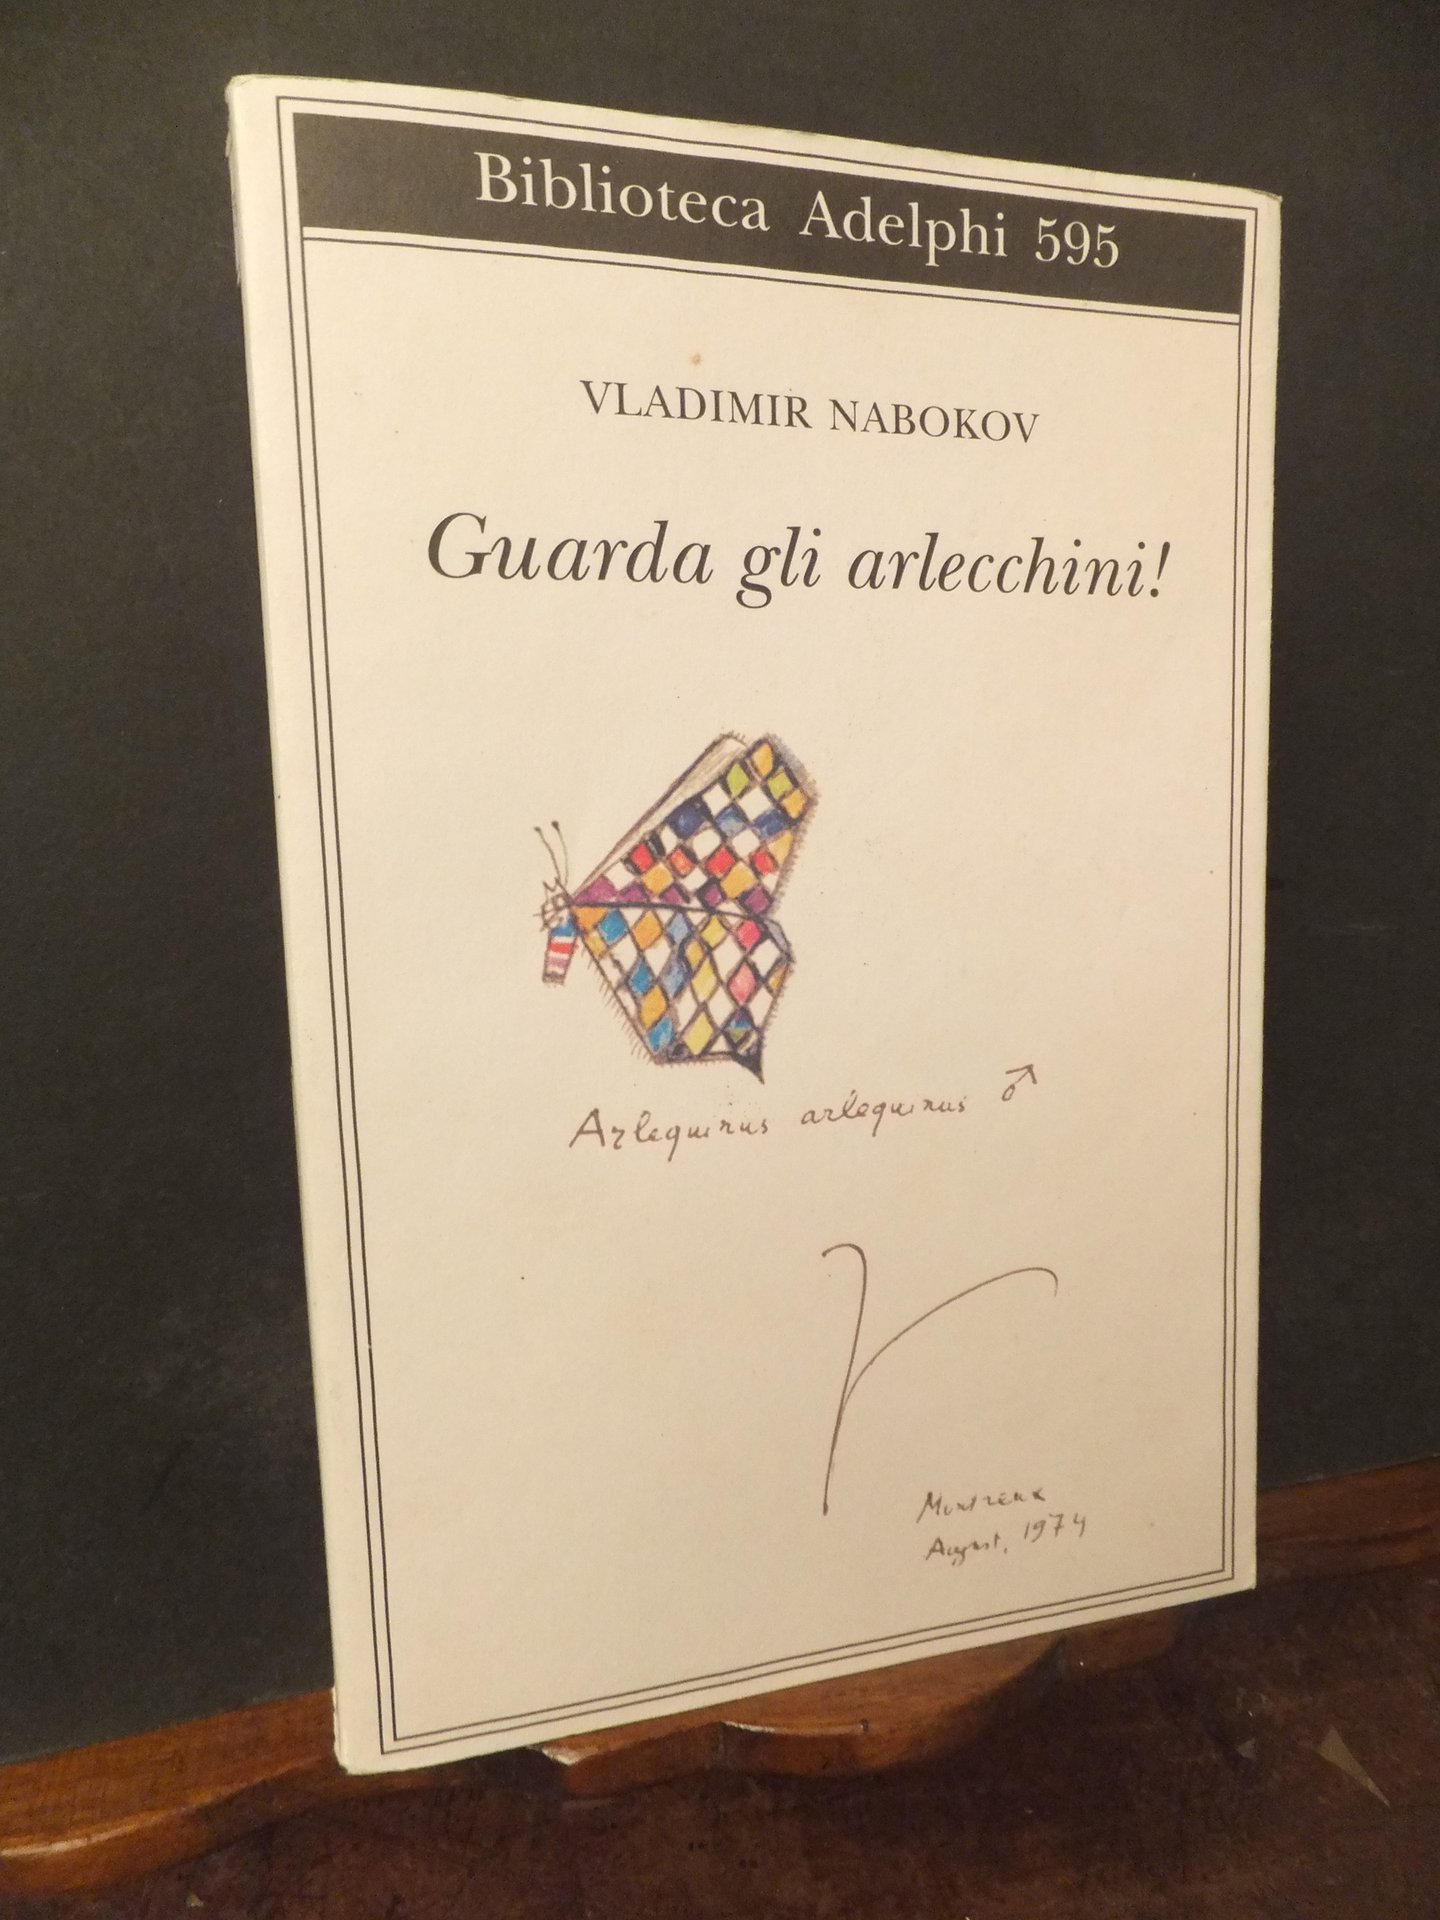 Biblioteca Adelphi 595
VLADIMIR NABOKOV
Guarda gli arlecchini!
Arlequinus arlequinus ♂
Montreux
August, 1974